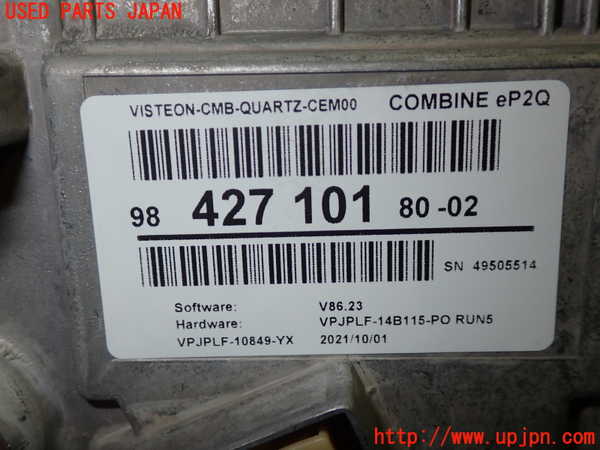 USED PARTS JAPAN
VISTEON-CMB-QUARTZ-CEM00 COMBINE eP2Q
98 427 101 80-02
SN 49505514
Software: V86.23
Hardware: VPJPLF-14B115-PO RUN5
VPJPLF-10849-YX 2021/10/01
http://www.upjpn.com/